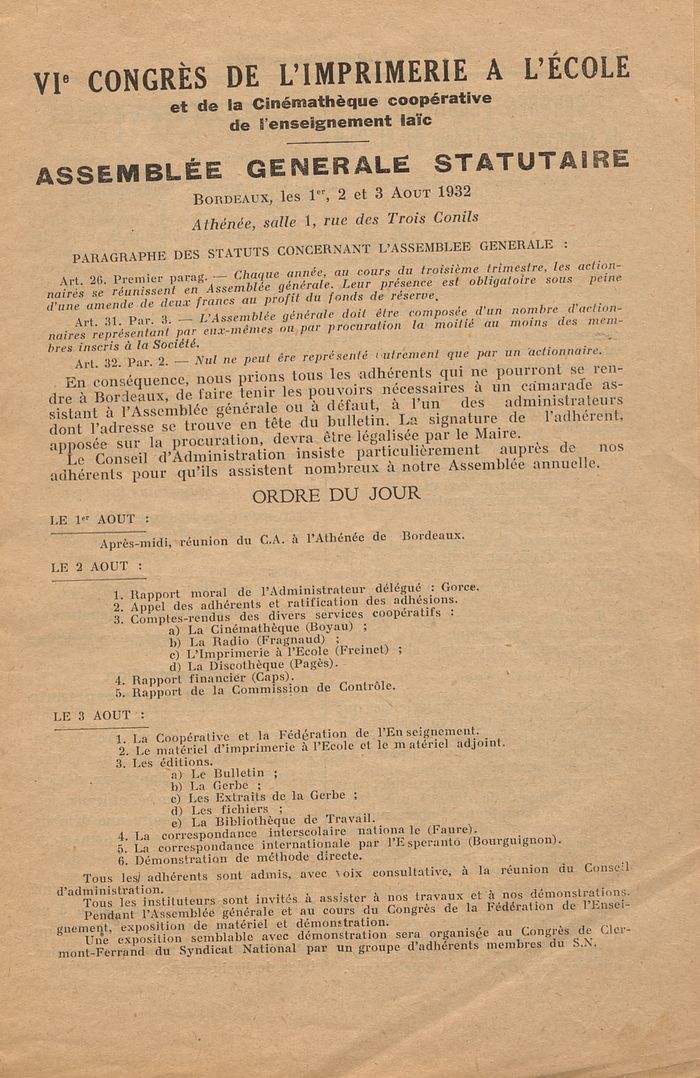 VIe CONGRÈS DE L'IMPRIMERIE A L'ÉCOLE
et de la Cinémathèque coopérative
de l'enseignement laïc
ASSEMBLÉE GENERALE STATUTAIRE
BORDEAUX, les 1er, 2 et 3 AOUT 1932
Athénée, salle 1, rue des Trois Conils
PARAGRAPHE DES STATUTS CONCERNANT L'ASSEMBLEE GENERALE :
Art. 26. Premier parag. — Chaque année, au cours du troisième trimestre, les action-
naires se réunissent en Assemblée générale. Leur présence est obligatoire sous peine
d'une amende de deux francs au profit du fonds de réserve.
Art. 31. Par. 3. — L'Assemblée générale doit être composée d'un nombre d'action-
naires représentant par eux-mêmes ou par procuration la moitié au moins des mem-
bres inscrits à la Société.
Art. 32. Par. 2. — Nul ne peut êre représenté autrement que par un actionnaire.
En conséquence, nous prions tous les adhérents qui ne pourront se ren-
dre à Bordeaux, de faire tenir les pouvoirs nécessaires à un camarade as-
sistant à l'Assemblée générale ou à défaut, à l'un des administrateurs
dont l'adresse se trouve en tête du bulletin. La signature de l'adhérent,
apposée sur la procuration, devra être légalisée par le Maire.
Le Conseil d'Administration insiste particulièrement auprès de nos
adhérents pour qu'ils assistent nombreux à notre Assemblée annuelle.
ORDRE DU JOUR
LE 1er AOUT :
Après-midi, réunion du C.A. à l'Athénée de Bordeaux.
LE 2 AOUT :
1. Rapport moral de l'Administrateur délégué : Gorce.
2. Appel des adhérents et ratification des adhésions.
3. Comptes-rendus des divers services coopératifs :
a) La Cinémathèque (Boyau) ;
b) La Radio (Fragnaud) ;
c) L'Imprimerie à l'Ecole (Freinet) ;
d) La Discothèque (Pagès).
4. Rapport financier (Caps).
5. Rapport de la Commission de Contrôle.
LE 3 AOUT :
1. La Coopérative et la Fédération de l'Enseignement.
2. Le matériel d'imprimerie à l'Ecole et le matériel adjoint.
3. Les éditions.
a) Le Bulletin ;
b) La Gerbe ;
c) Les Extraits de la Gerbe ;
d) Les fichiers ;
e) La Bibliothèque de Travail.
4. La correspondance interscolaire nationale (Faure).
5. La correspondance internationale par l'Esperanto (Bourguignon).
6. Démonstration de méthode directe.
Tous les adhérents sont admis, avec voix consultative, à la réunion du Conseil
d'administration.
Tous les instituteurs sont invités à assister à nos travaux et à nos démonstrations.
Pendant l'Assemblée générale et au cours du Congrès de la Fédération de l'Ensei-
gnement, exposition de matériel et démonstration.
Une exposition semblable avec démonstration sera organisée au Congrès de Cler-
mont-Ferrand du Syndicat National par un groupe d'adhérents membres du S.N.